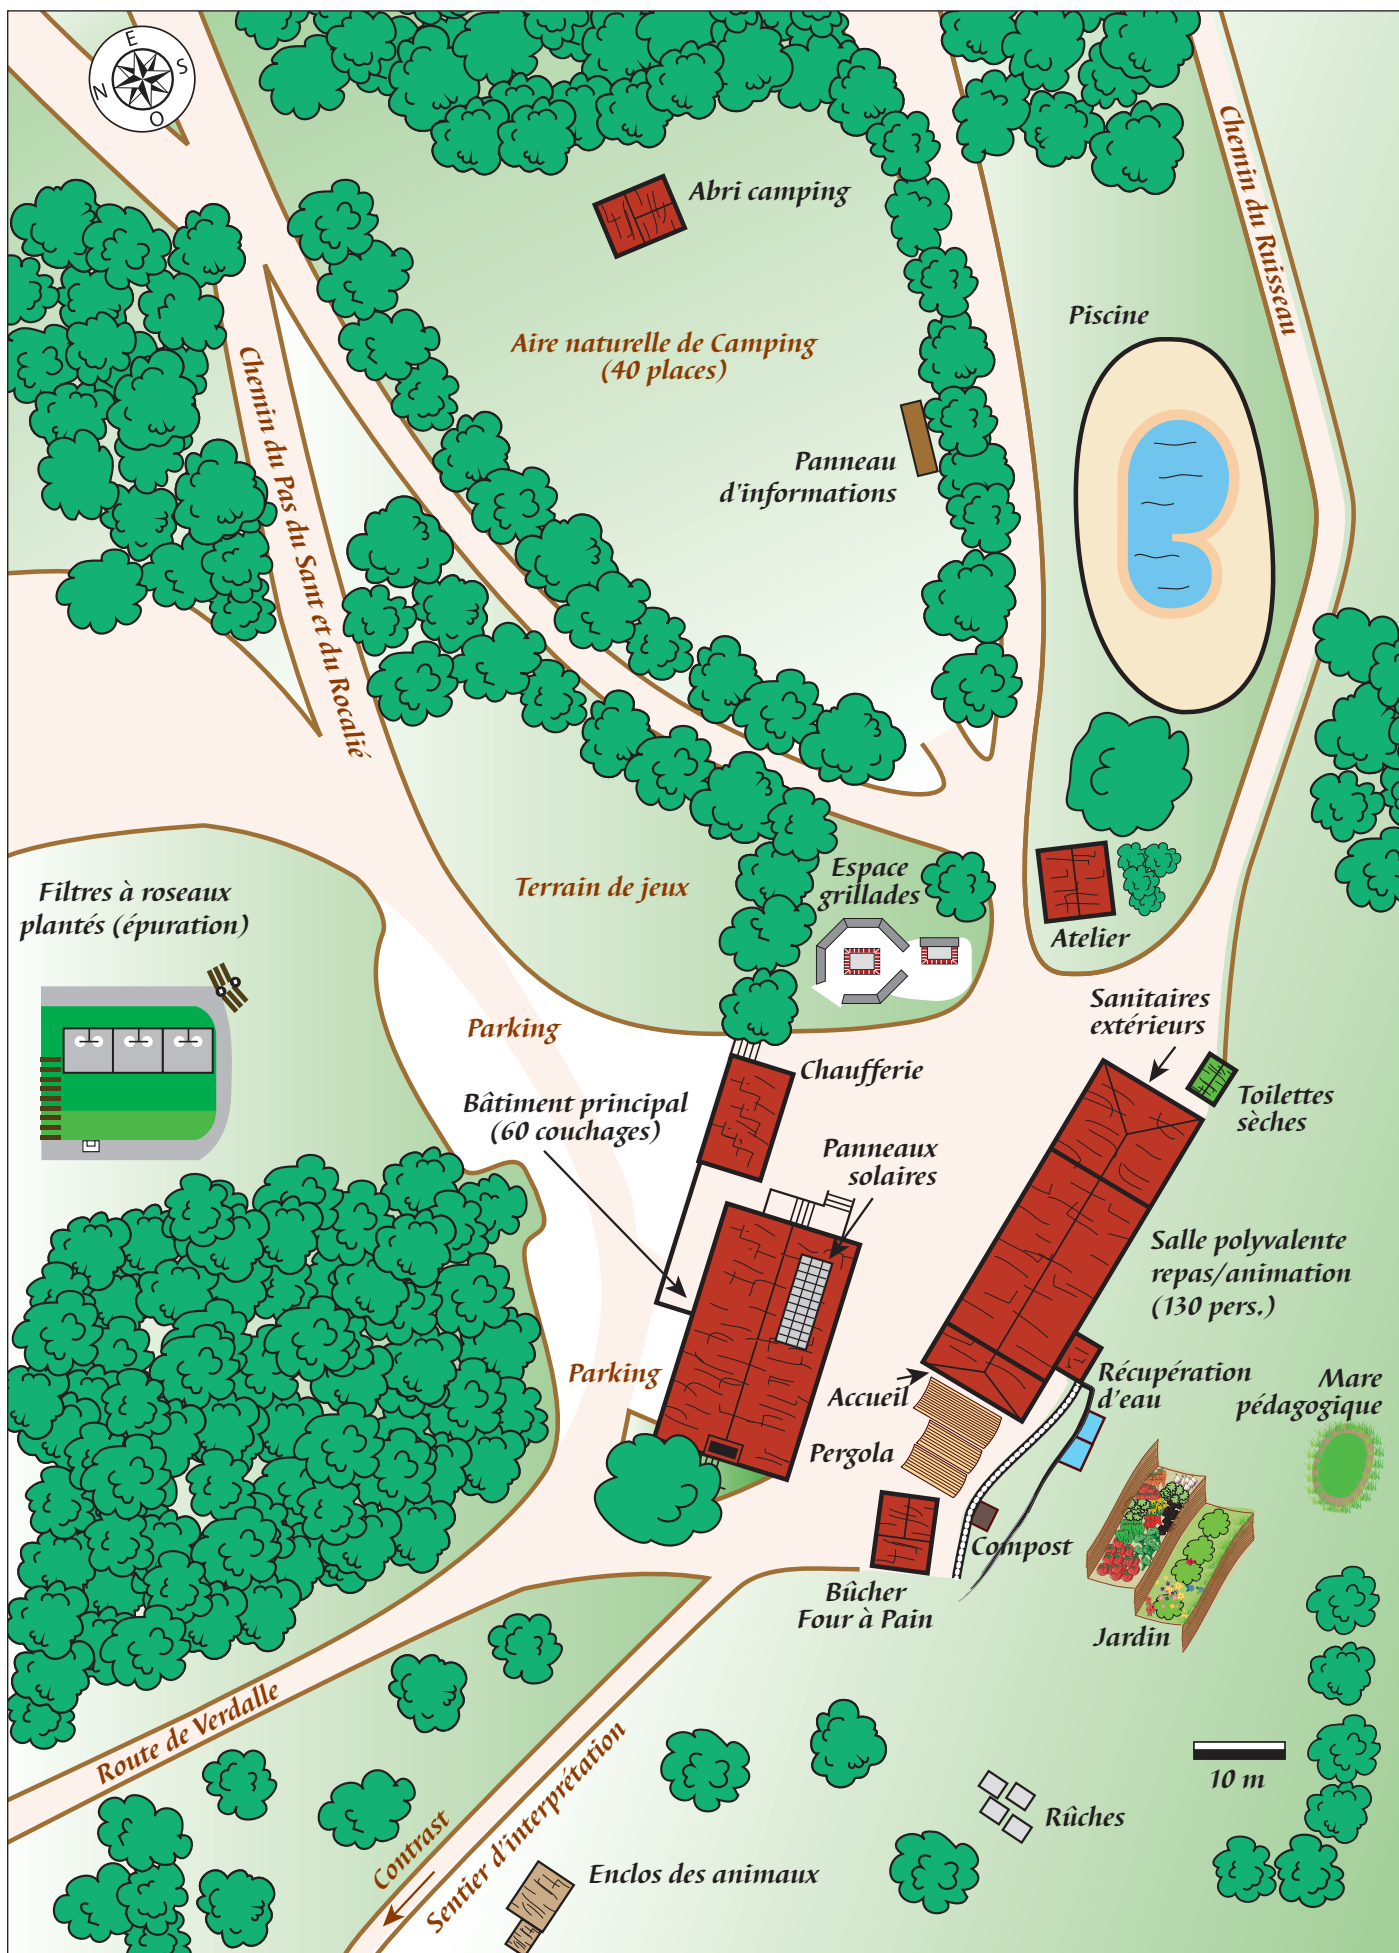 E
S
N
O
Abri camping
Chemin du Ruisseau
Piscine
Aire naturelle de Camping
(40 places)
Chemin du Pas du Sant et du Rocalié
Panneau
d'informations
Espace
grillades
Terrain de jeux
Filtres à roseaux
plantés (épuration)
Atelier
Sanitaires
extérieurs
Parking
Chaufferie
Toilettes
sèches
Bâtiment principal
(60 couchages)
Panneaux
solaires
Salle polyvalente
repas/animation
(130 pers.)
Parking
Accueil
Récupération
d'eau
Mare
pédagogique
Pergola
Compost
Bûcher
Four à Pain
Jardin
Route de Verdalle
10 m
Contrast
Sentier d'interprétation
Rûches
Enclos des animaux